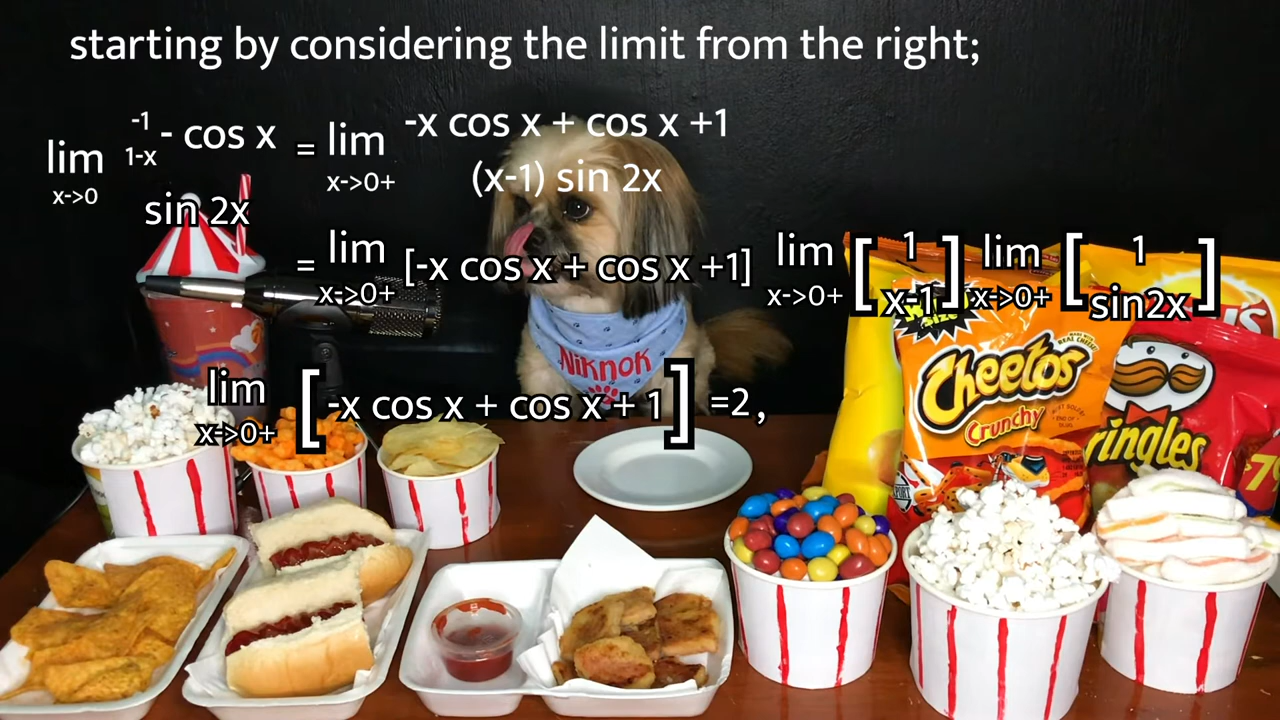 starting by considering the limit from the right;
lim x->0 -1 1-x - cos x sin 2x = lim x->0+ -x cos x + cos x +1 (x-1) sin 2x
= lim x->0+ [-x cos x + cos x +1] lim x->0+ [ 1 x-1 ] lim x->0+ [ 1 sin2x ]
lim x->0+ [ -x cos x + cos x + 1 ] =2 ,
Niknok
Size
Cheetos
Crunchy
ringles